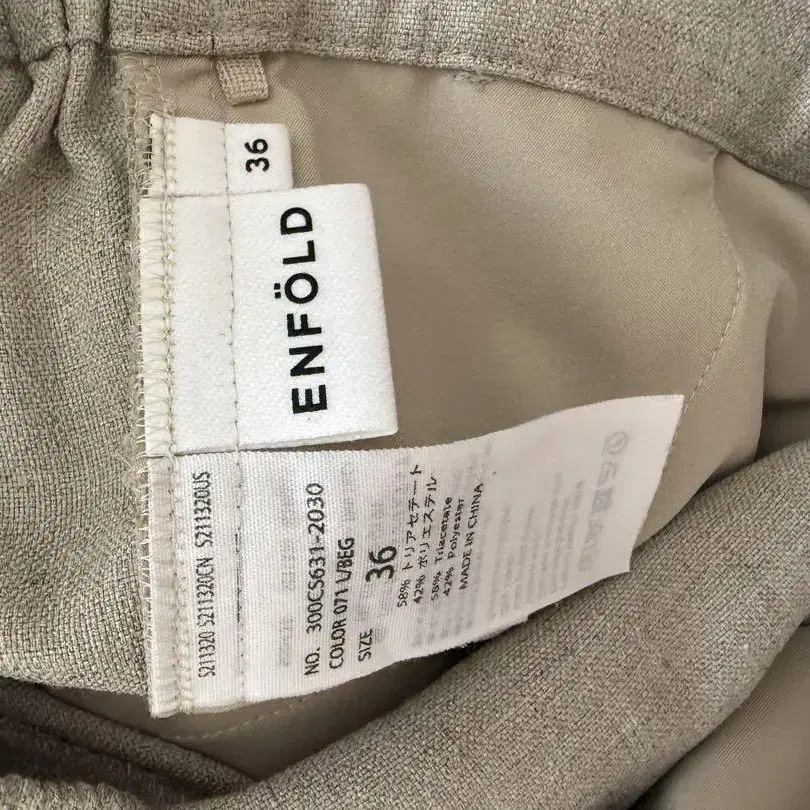 36
ENFÖLD
S211320 S211320CN S211320US
NO. 300CS631-2030
COLOR 071 L/BEG
SIZE 36
58% トリアセテート
42% ポリエステル
58% Triacetate
42% Polyester
MADE IN CHINA